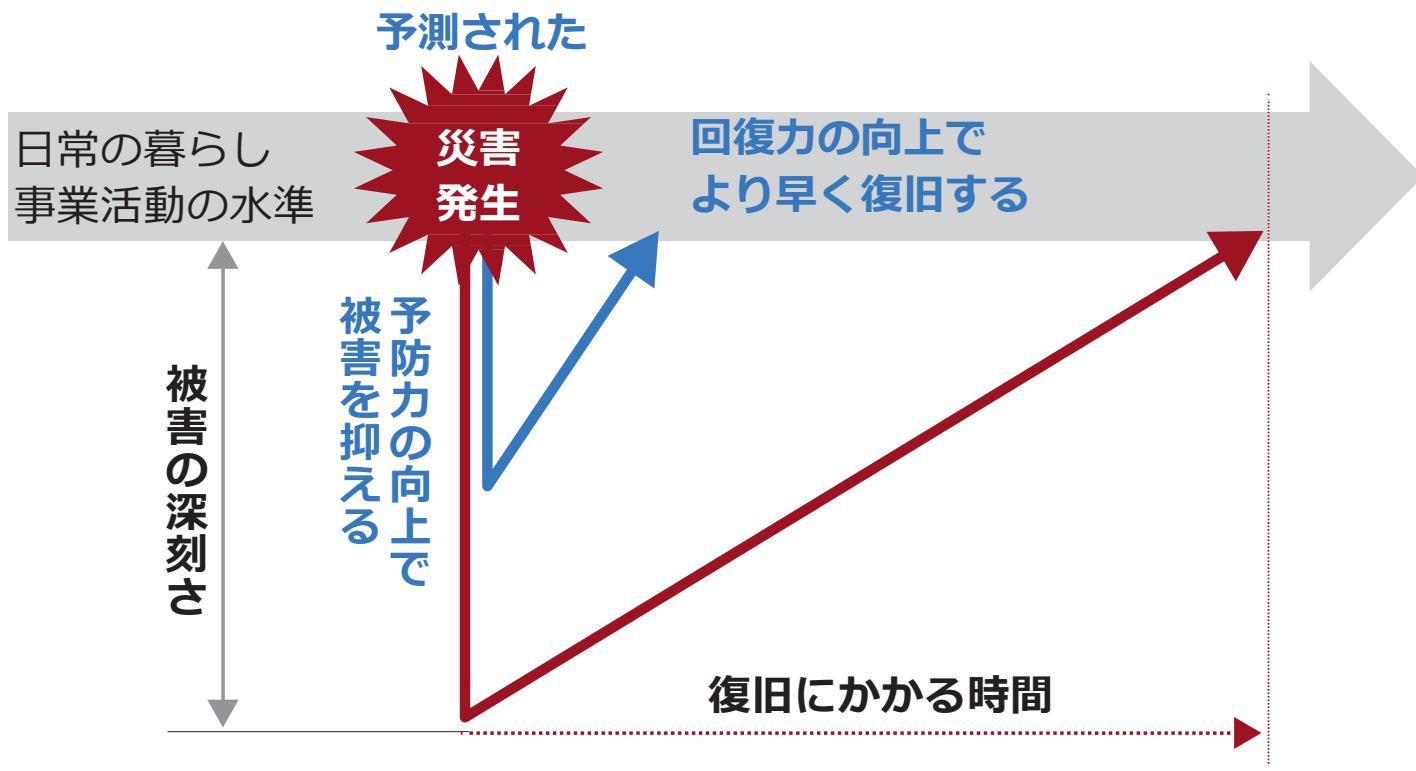 予測された
災害
発生
日常の暮らし
事業活動の水準
回復力の向上で
より早く復旧する
予防力の向上で
被害を抑える
被害の深刻さ
復旧にかかる時間